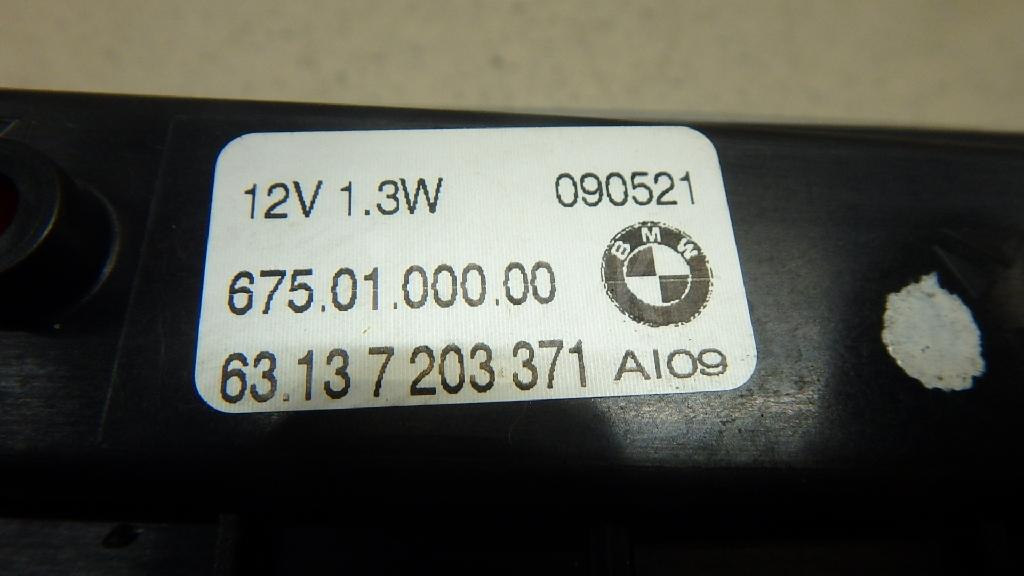 12V 1.3W 090521
BMW
675.01.000.00
63.13 7 203 371 AI09